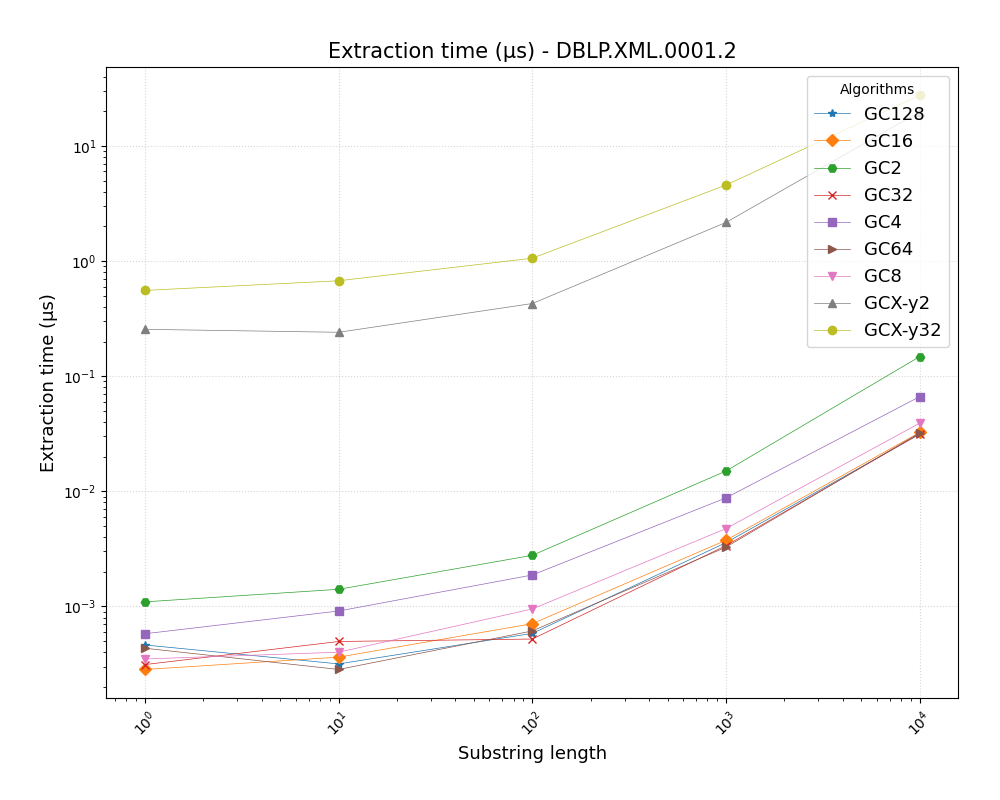 Extraction time (µs) - DBLP.XML.0001.2
Algorithms
GC128
GC16
GC2
GC32
GC4
GC64
GC8
GCX-y2
GCX-y32
Extraction time (µs)
10¹
10⁰
10⁻¹
10⁻²
10⁻³
10⁰ 10¹ 10² 10³ 10⁴
Substring length